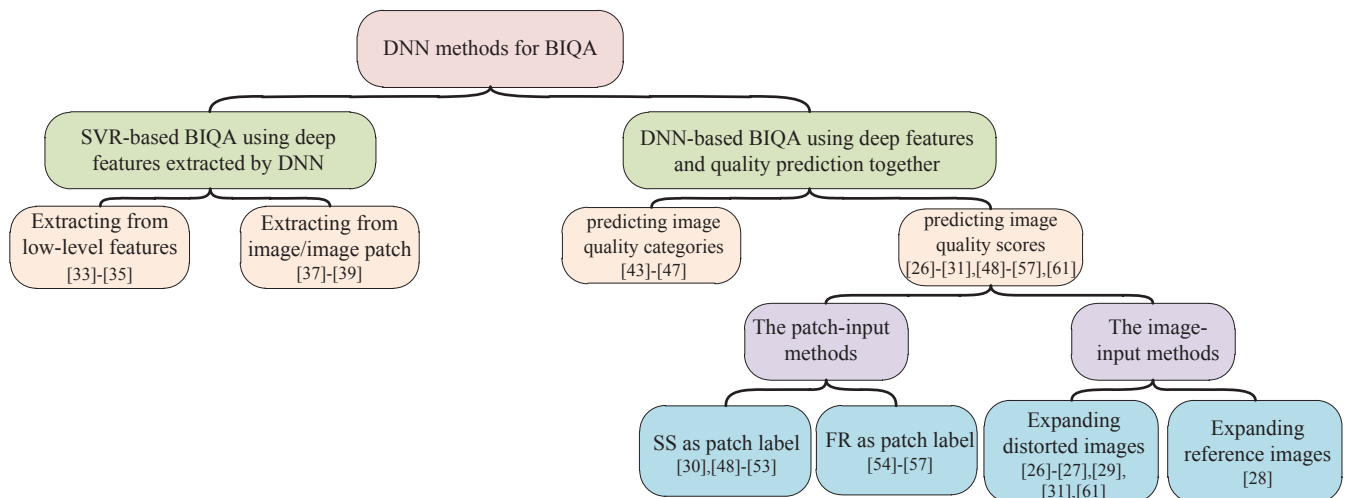 DNN methods for BIQA
SVR-based BIQA using deep
features extracted by DNN
DNN-based BIQA using deep features
and quality prediction together
Extracting from
low-level features
[33]-[35]
Extracting from
image/image patch
[37]-[39]
predicting image
quality categories
[43]-[47]
predicting image
quality scores
[26]-[31],[48]-[57],[61]
The patch-input
methods
The image-
input methods
SS as patch label
[30],[48]-[53]
FR as patch label
[54]-[57]
Expanding
distorted images
[26]-[27],[29],
[31],[61]
Expanding
reference images
[28]